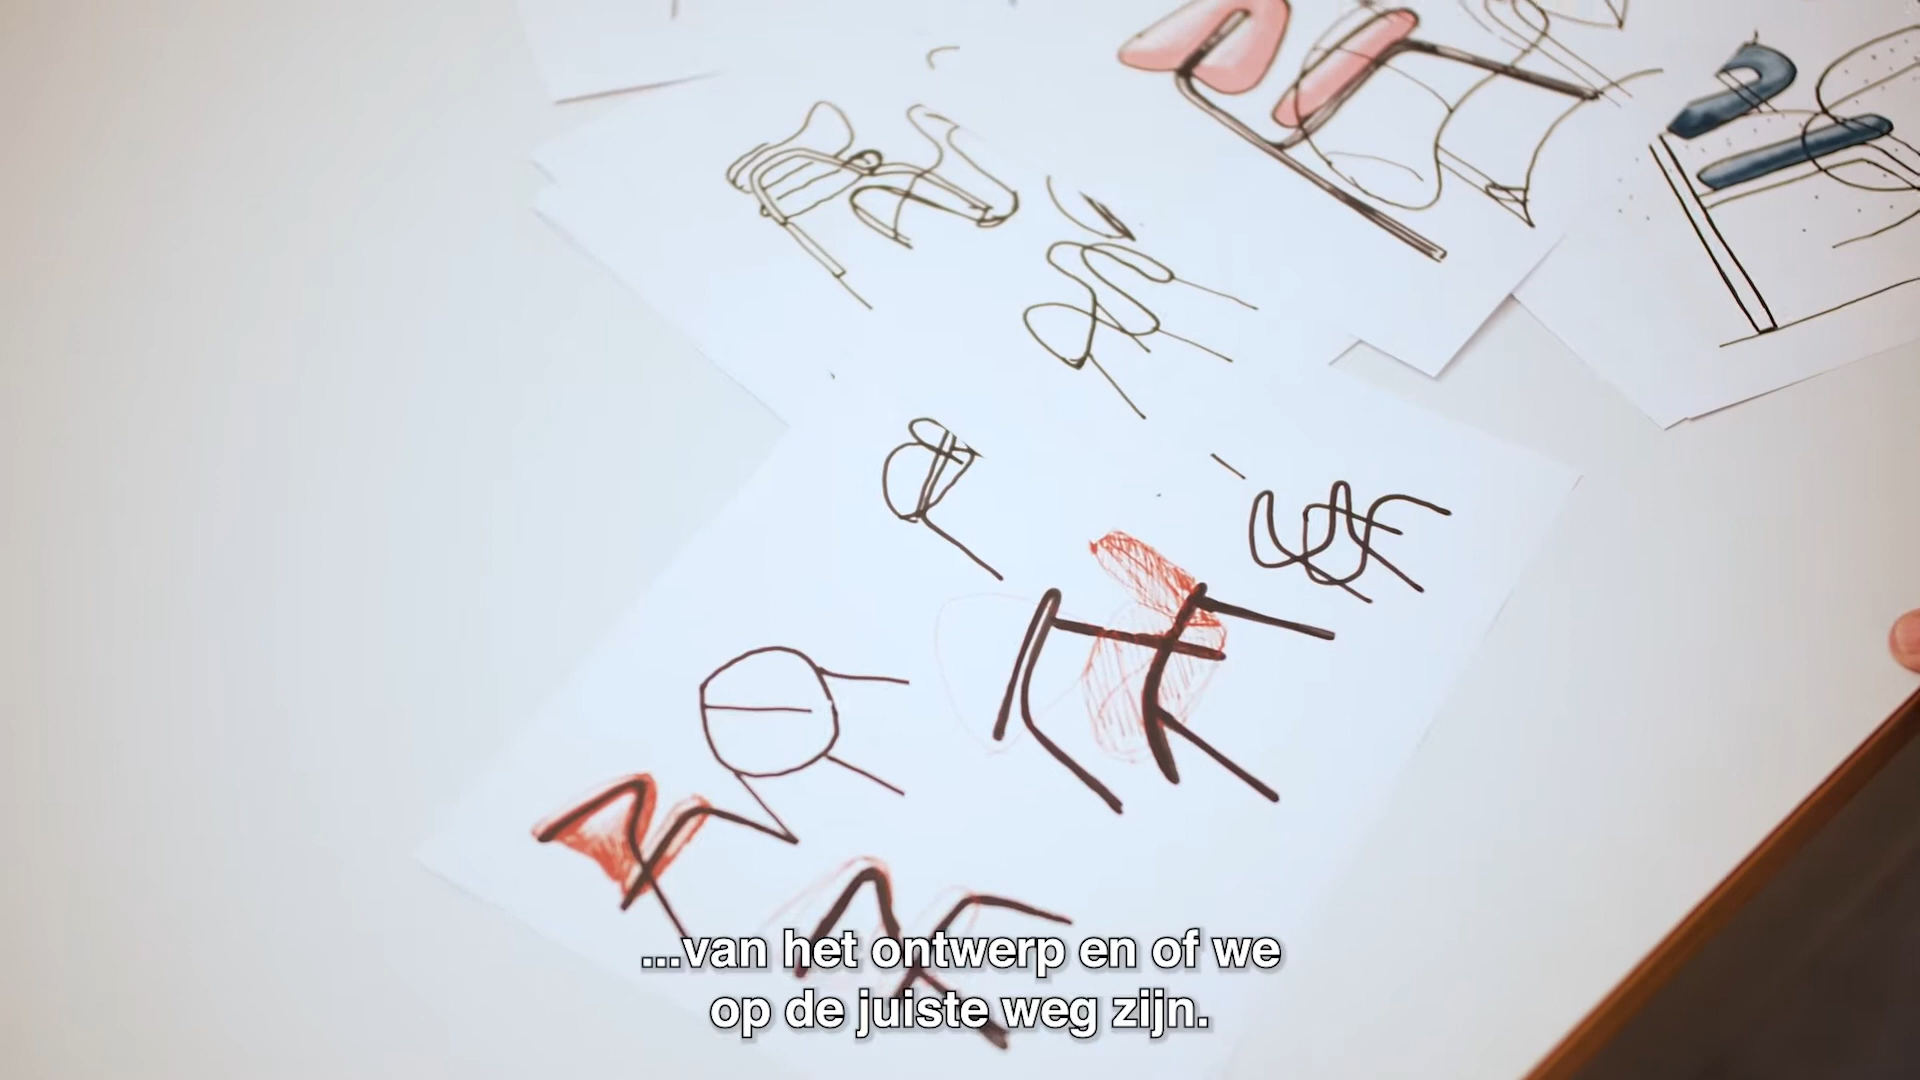 ...van het ontwerp en of we
op de juiste weg zijn.